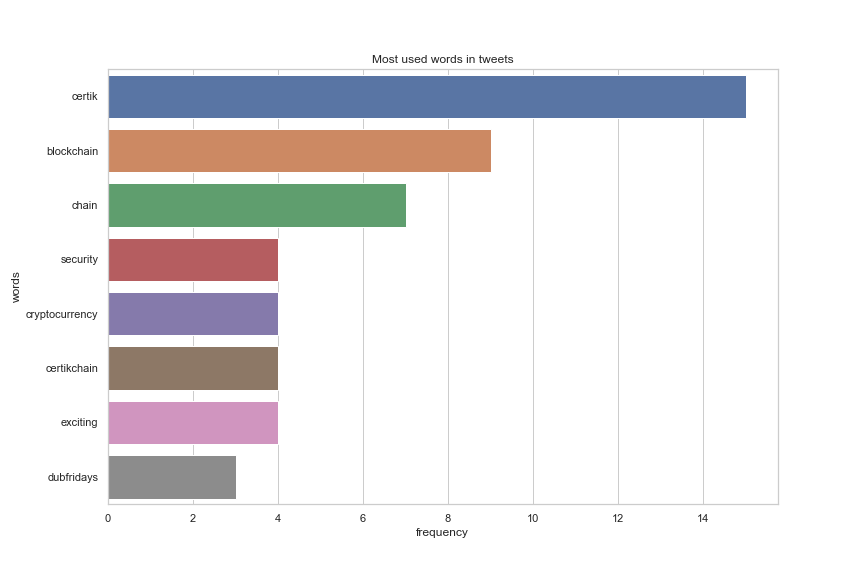 Most used words in tweets
certik
blockchain
chain
security
cryptocurrency
certikchain
exciting
dubfridays
words
0 2 4 6 8 10 12 14
frequency